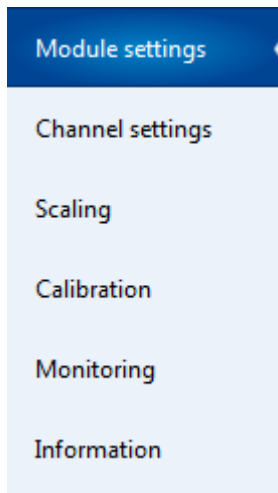 Module settings
Channel settings
Scaling
Calibration
Monitoring
Information